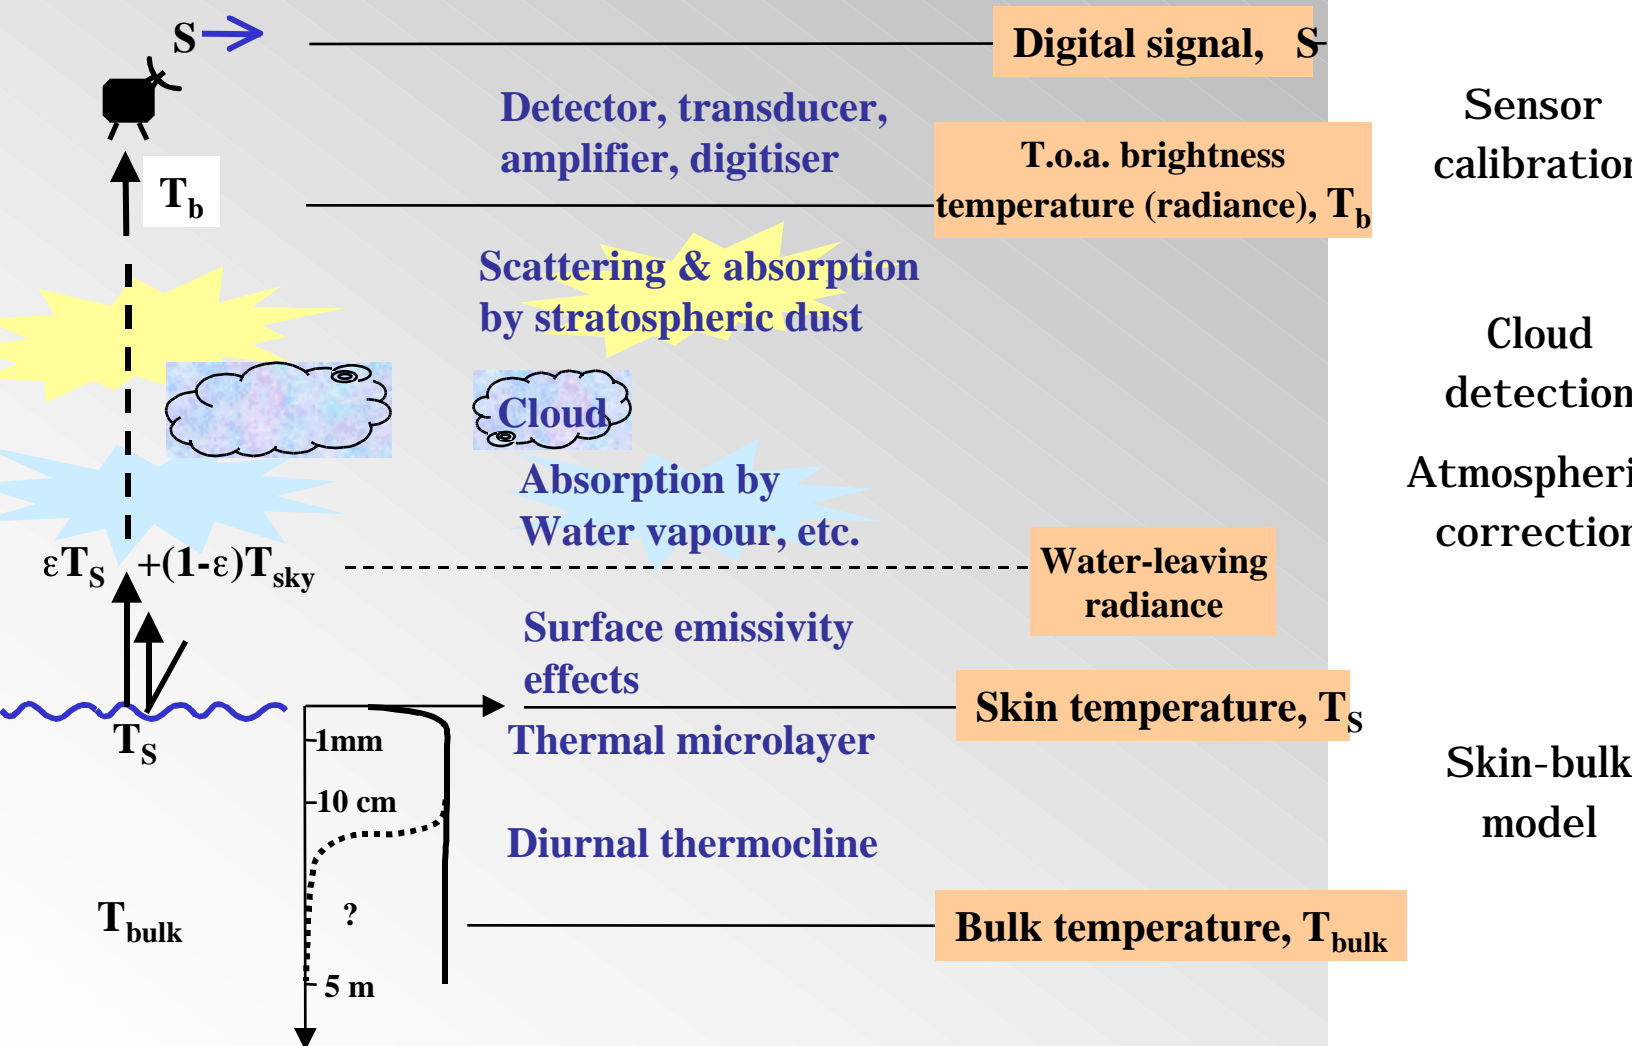 S
Digital signal, S
Detector, transducer,
amplifier, digitiser
Sensor
calibration
T.o.a. brightness
temperature (radiance), Tb
Tb
Scattering & absorption
by stratospheric dust
Cloud
detection
Cloud
Absorption by
Water vapour, etc.
Atmospheri
correction
εTS +(1-ε)Tsky
Water-leaving
radiance
Surface emissivity
effects
Skin temperature, TS
TS
1mm
Thermal microlayer
Skin-bulk
model
10 cm
Diurnal thermocline
Tbulk
?
Bulk temperature, Tbulk
5 m